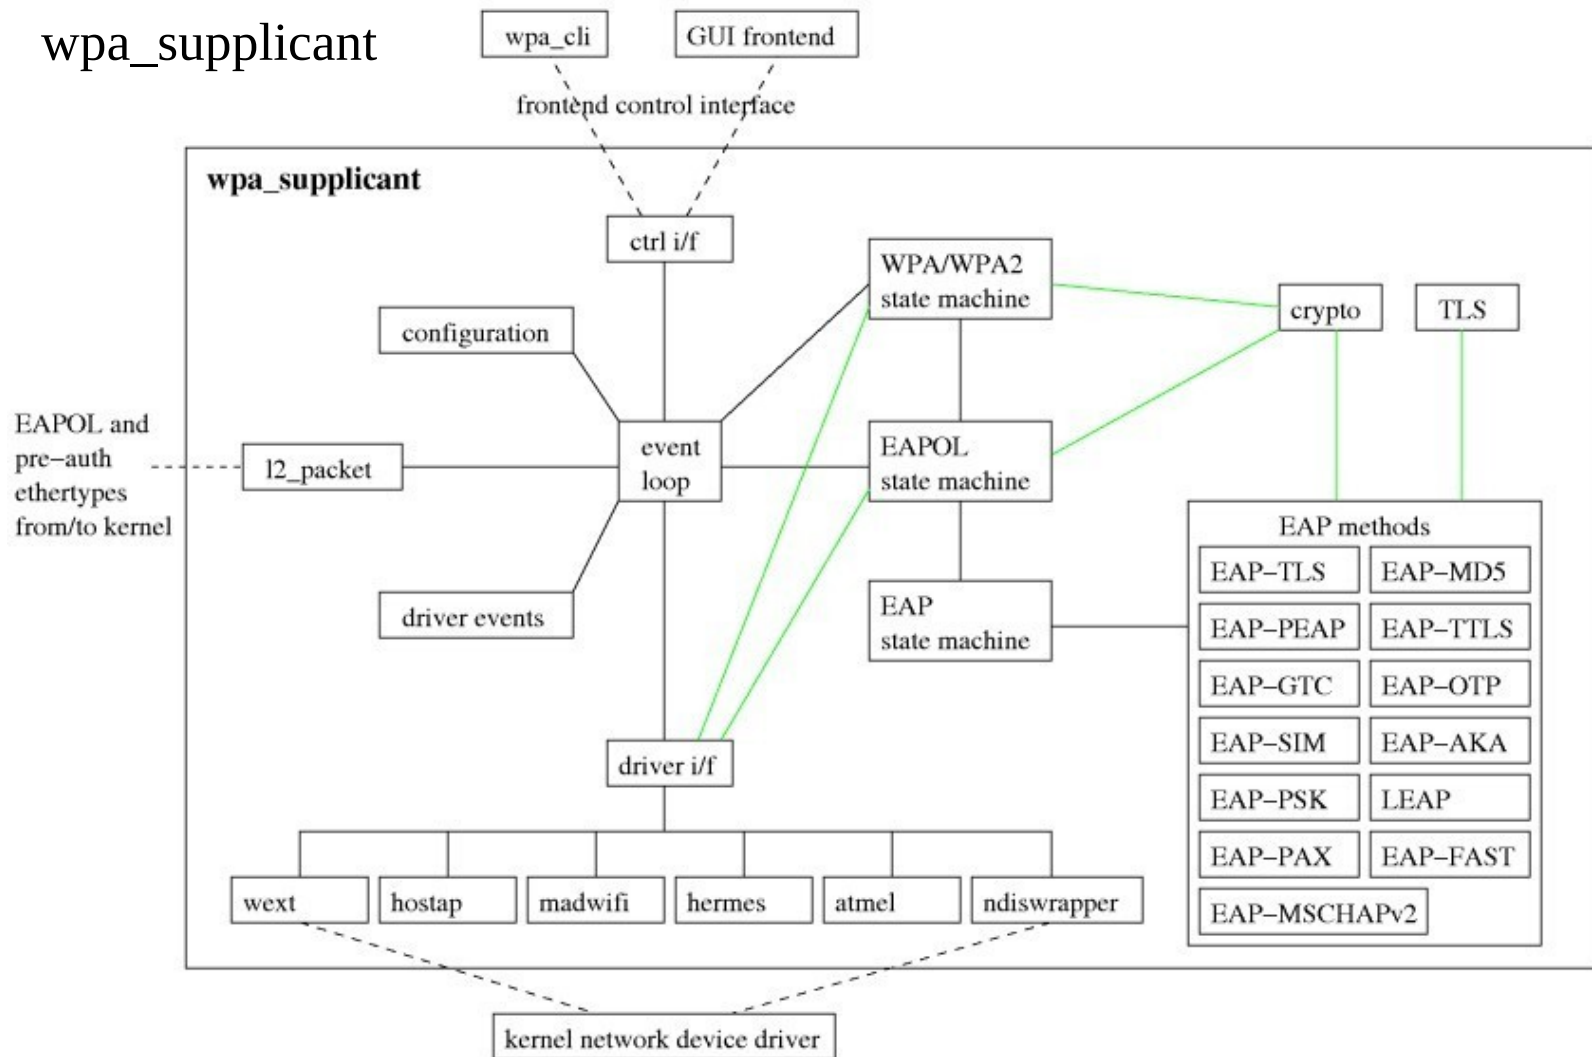 wpa_supplicant
wpa_cli
GUI frontend
frontend control interface
wpa_supplicant
ctrl i/f
WPA/WPA2
state machine
crypto
TLS
configuration
EAPOL and
pre−auth
ethertypes
from/to kernel
l2_packet
event
loop
EAPOL
state machine
driver events
EAP
state machine
EAP methods
EAP−TLS
EAP−MD5
EAP−PEAP
EAP−TTLS
EAP−GTC
EAP−OTP
EAP−SIM
EAP−AKA
EAP−PSK
LEAP
EAP−PAX
EAP−FAST
EAP−MSCHAPv2
driver i/f
wext
hostap
madwifi
hermes
atmel
ndiswrapper
kernel network device driver